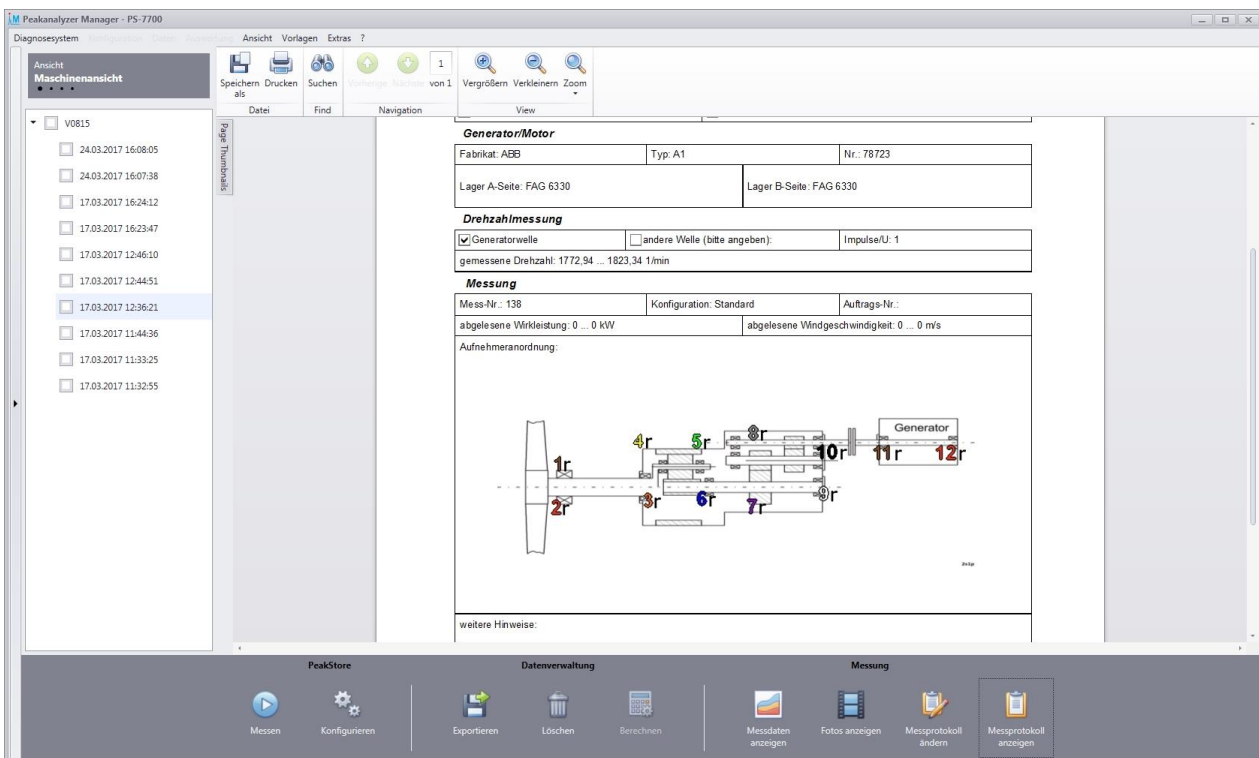 Peakanalyzer Manager - PS-7700
Diagnosesystem Ansicht Vorlagen Extras ?
Ansicht
Maschinenansicht
Speichern als Drucken Suchen Vorherige Nächste 1 von 1 Vergrößern Verkleinern Zoom
Datei Find Navigation View
V0815
24.03.2017 16:08:05
24.03.2017 16:07:38
17.03.2017 16:24:12
17.03.2017 16:23:47
17.03.2017 12:46:10
17.03.2017 12:44:51
17.03.2017 12:36:21
17.03.2017 11:44:36
17.03.2017 11:33:25
17.03.2017 11:32:55
Page Thumbnails
Generator/Motor
Fabrikat: ABB Typ: A1 Nr.: 78723
Lager A-Seite: FAG 6330 Lager B-Seite: FAG 6330
Drehzahlmessung
Generatorwelle andere Welle (bitte angeben): Impulse/U: 1
gemessene Drehzahl: 1772,94 ... 1823,34 1/min
Messung
Mess-Nr.: 138 Konfiguration: Standard Auftrags-Nr.:
abgelesene Wirkleistung: 0 ... 0 kW abgelesene Windgeschwindigkeit: 0 ... 0 m/s
Aufnehmeranordnung:
Generator
4r 5r 8r 10r 11r 12r
1r
2r 3r 6r 7r 9r
weitere Hinweise:
PeakStore Datenverwaltung Messung
Messen Konfigurieren Exportieren Löschen Berechnen Messdaten anzeigen Fotos anzeigen Messprotokoll ändern Messprotokoll anzeigen